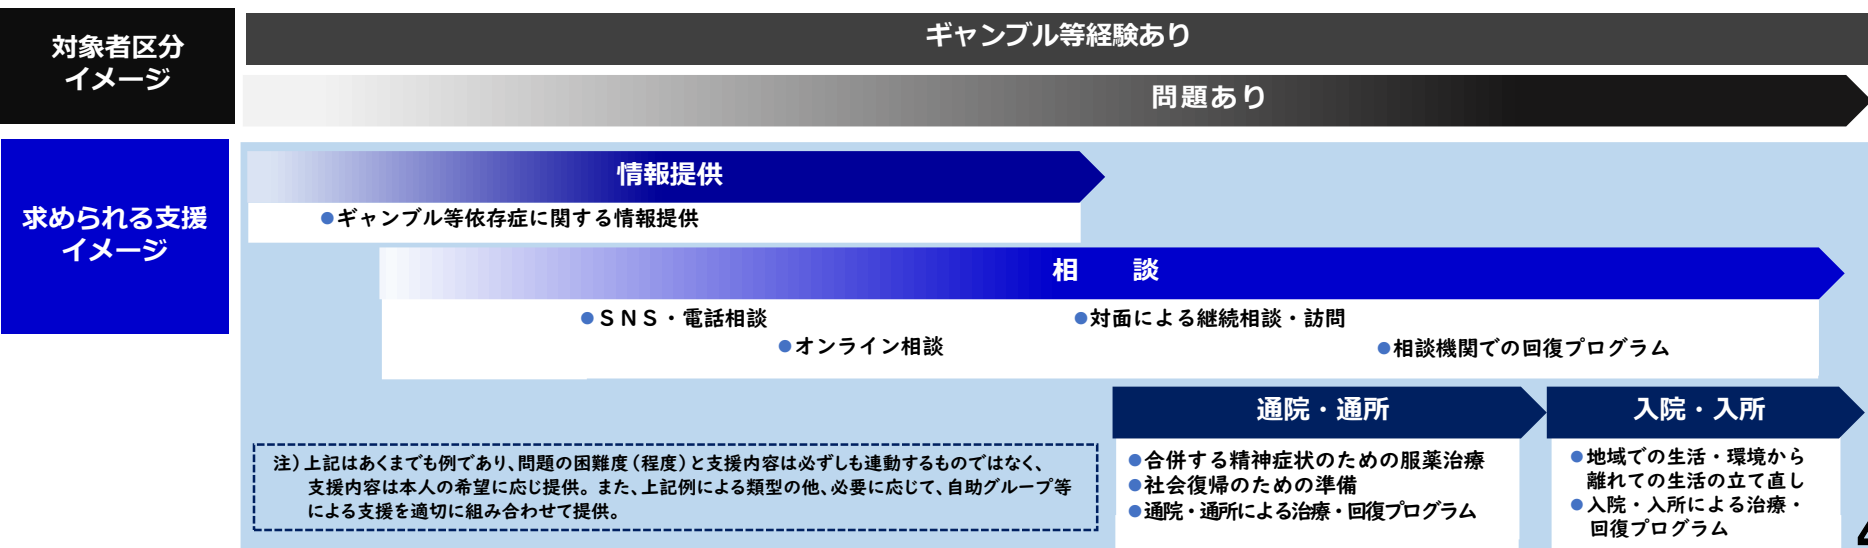 対象者区分
イメージ
ギャンブル等経験あり
問題あり
求められる支援
イメージ
情報提供
●ギャンブル等依存症に関する情報提供
相　談
●ＳＮＳ・電話相談
●オンライン相談
●対面による継続相談・訪問
●相談機関での回復プログラム
通院・通所
●合併する精神症状のための服薬治療
●社会復帰のための準備
●通院・通所による治療・回復プログラム
入院・入所
●地域での生活・環境から
離れての生活の立て直し
●入院・入所による治療・
回復プログラム
注）上記はあくまでも例であり、問題の困難度（程度）と支援内容は必ずしも連動するものではなく、
支援内容は本人の希望に応じ提供。また、上記例による類型の他、必要に応じて、自助グループ等
による支援を適切に組み合わせて提供。